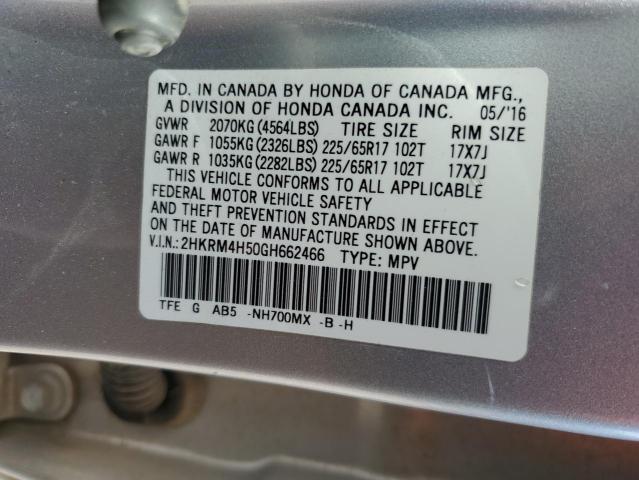 MFD. IN CANADA BY HONDA OF CANADA MFG.,
A DIVISION OF HONDA CANADA INC. 05/'16
GVWR 2070KG (4564LBS) TIRE SIZE RIM SIZE
GAWR F 1055KG (2326LBS) 225/65R17 102T 17X7J
GAWR R 1035KG (2282LBS) 225/65R17 102T 17X7J
THIS VEHICLE CONFORMS TO ALL APPLICABLE
FEDERAL MOTOR VEHICLE SAFETY
AND THEFT PREVENTION STANDARDS IN EFFECT
ON THE DATE OF MANUFACTURE SHOWN ABOVE.
V.I.N.: 2HKRM4H50GH662466 TYPE: MPV
TFE G AB5 -NH700MX -B -H